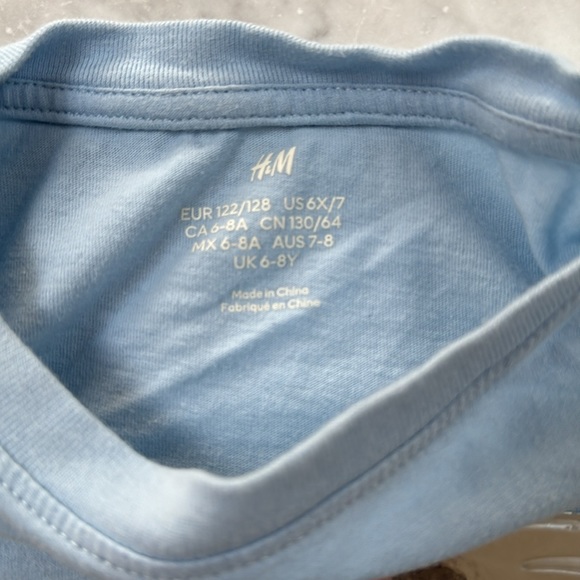 H&M
EUR 122/128 US 6X/7
CA 6-8A CN 130/64
MX 6-8A AUS 7-8
UK 6-8Y
Made in China
Fabriqué en Chine